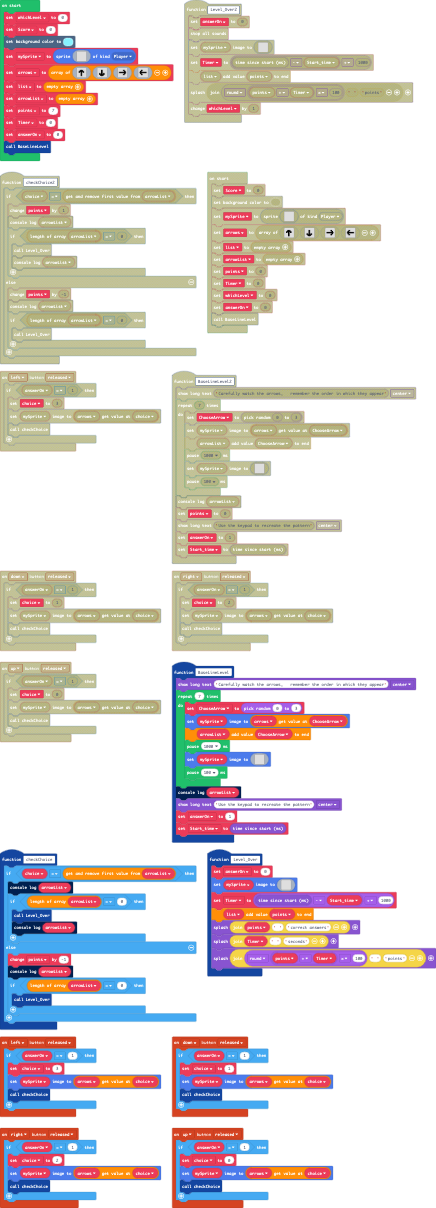 on start
set whichLevel to 0
set Score to 0
set background color to
set mySprite to sprite of kind Player
set arrows to array of
set list to empty array
set arrowList to empty array
set points to
set Timer to 0
set answerOn to 0
call BaseLineLevel
function Level_Over2
set answerOn to
stop all sounds
set mySprite image to
set Timer to time since start (ms) - Start_time ÷ 1000
list add value points to end
splash join round points ÷ Timer × 100 "points"
change whichLevel by 1
function checkChoice2
if choice = get and remove first value from arrowList then
change points by
console log arrowList
if length of array arrowList = 0 then
call Level_Over
console log arrowList
else
change points by -1
console log arrowList
if length of array arrowList = 0 then
call Level_Over
on start
set Score to 0
set background color to
set mySprite to sprite of kind Player
set arrows to array of
set list to empty array
set arrowList to empty array
set points to 0
set Timer to 0
set whichLevel to 0
set answerOn to 0
call BaseLineLevel
on left button released
if answerOn = 1 then
set choice to
set mySprite image to arrows get value at choice
call checkChoice
function BaseLineLevel2
show long text "Carefully watch the arrows, remember the order in which they appear" center
repeat times
do set ChooseArrow to pick random 0 to 3
set mySprite image to arrows get value at ChooseArrow
arrowList add value ChooseArrow to end
pause 1000 ms
set mySprite image to
pause 100 ms
console log arrowList
set points to 0
show long text "Use the keypad to recreate the pattern" center
set answerOn to 1
set Start_time to time since start (ms)
on down button released
if answerOn = 1 then
set choice to 1
set mySprite image to arrows get value at choice
call checkChoice
on right button released
if answerOn = 1 then
set choice to 2
set mySprite image to arrows get value at choice
call checkChoice
on up button released
if answerOn = 1 then
set choice to 0
set mySprite image to arrows get value at choice
call checkChoice
function BaseLineLevel
show long text "Carefully watch the arrows, remember the order in which they appear" center
repeat times
do set ChooseArrow to pick random 0 to 3
set mySprite image to arrows get value at ChooseArrow
arrowList add value ChooseArrow to end
pause 1000 ms
set mySprite image to
pause 100 ms
console log arrowList
show long text "Use the keypad to recreate the pattern" center
set answerOn to 1
set Start_time to time since start (ms)
function checkChoice
if choice = get and remove first value from arrowList then
console log arrowList
if length of array arrowList = 0 then
call Level_Over
console log arrowList
else
change points by -1
console log arrowList
if length of array arrowList = 0 then
call Level_Over
function Level_Over
set answerOn to 0
set mySprite image to
set Timer to time since start (ms) - Start_time ÷ 1000
list add value points to end
splash join points " " "correct answers"
splash join Timer " " "seconds"
splash join round points ÷ Timer × 100 " " "points"
on left button released
if answerOn = 1 then
set choice to 3
set mySprite image to arrows get value at choice
call checkChoice
on down button released
if answerOn = 1 then
set choice to 1
set mySprite image to arrows get value at choice
call checkChoice
on right button released
if answerOn = 1 then
set choice to 2
set mySprite image to arrows get value at choice
call checkChoice
on up button released
if answerOn = 1 then
set choice to 0
set mySprite image to arrows get value at choice
call checkChoice